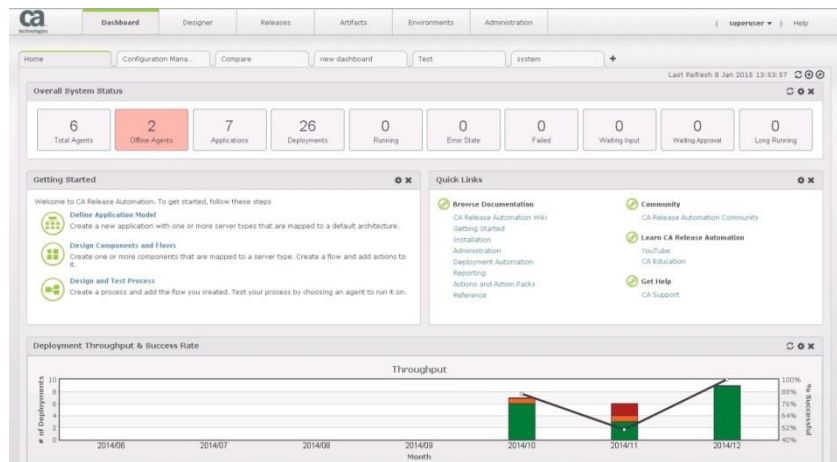 ca
technologies
Dashboard
Designer
Releases
Artifacts
Environments
Administration
| superuser | Help
Home
Configuration Mana...
Compare
new dashboard
Test
system
+
Last Refresh 8 Jan 2015 13:53:57
Overall System Status
6
Total Agents
2
Offline Agents
7
Applications
26
Deployments
0
Running
0
Error State
0
Failed
0
Waiting Input
0
Waiting Approval
0
Long Running
Getting Started
Welcome to CA Release Automation. To get started, follow these steps
Define Application Model
Create a new application with one or more server types that are mapped to a default architecture.
Design Components and Flows
Create one or more components that are mapped to a server type. Create a flow and add actions to
it.
Design and Test Process
Create a process and add the flow you created. Test your process by choosing an agent to run it on.
Quick Links
Browse Documentation
CA Release Automation Wiki
Getting Started
Installation
Administration
Deployment Automation
Reporting
Actions and Action Packs
Reference
Community
CA Release Automation Community
Learn CA Release Automation
YouTube
CA Education
Get Help
CA Support
Deployment Throughput & Success Rate
Throughput
# of Deployments
10
8
6
4
2
0
100%
88%
76%
64%
52%
40%
% Successful
2014/06
2014/07
2014/08
2014/09
2014/10
2014/11
2014/12
Month